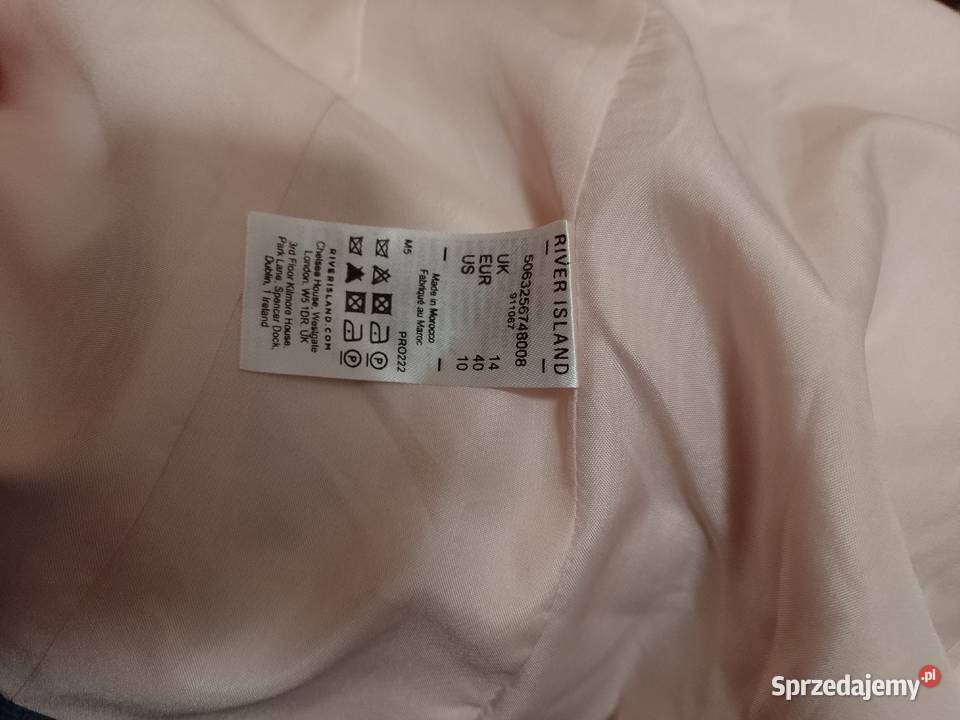 RIVER ISLAND
5063256748008
911067
UK 14
EUR 40
US 10
Made in Morocco
Fabriqué au Maroc
M5 PRO222
P
P
RIVERISLAND.COM
Chelsea House, Westgate
London. W5 1DR. UK
3rd Floor Kilmore House,
Park Lane, Spencer Dock,
Dublin, 1 Ireland
Sprzedajemy.pl